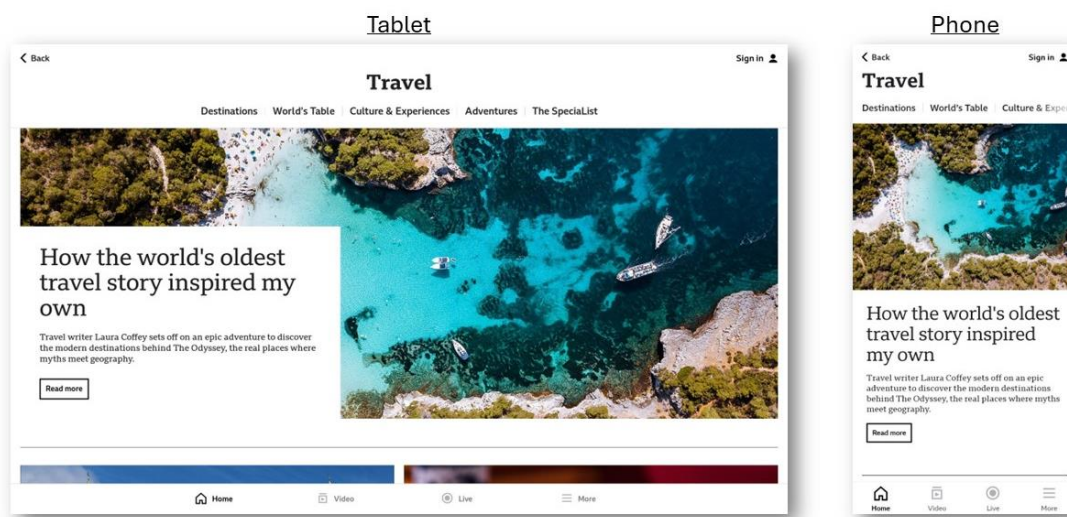 Tablet
Back
Sign in
Travel
Destinations World's Table Culture & Experiences Adventures The SpeciaList
How the world's oldest
travel story inspired my
own
Travel writer Laura Coffey sets off on an epic adventure to discover
the modern destinations behind The Odyssey, the real places where
myths meet geography.
Read more
Home Video Live More
Phone
Back
Sign in
Travel
Destinations World's Table Culture & Expe
How the world's oldest
travel story inspired
my own
Travel writer Laura Coffey sets off on an epic
adventure to discover the modern destinations
behind The Odyssey, the real places where myths
meet geography.
Read more
Home Video Live More